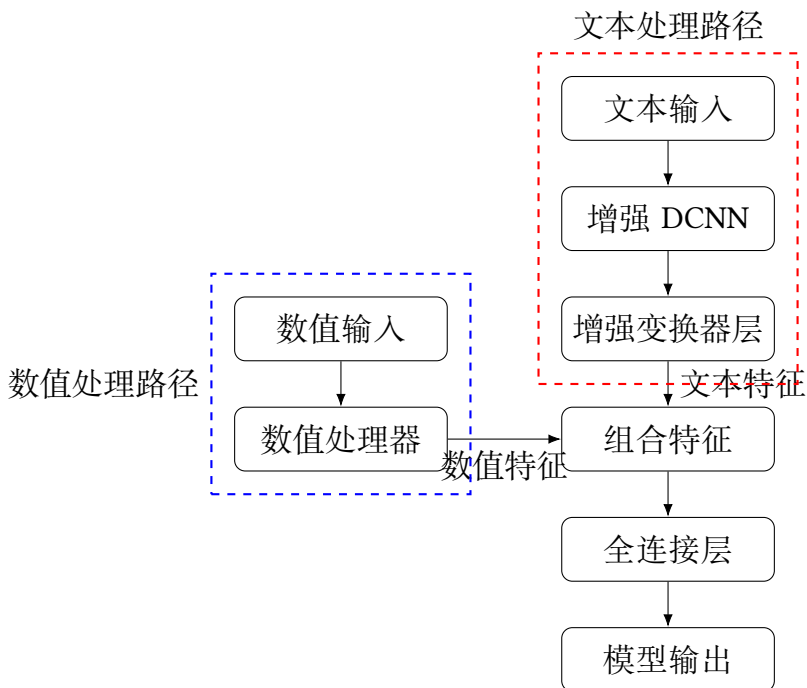 文本处理路径
文本输入
增强 DCNN
数值输入
增强变换器层
数值处理路径
文本特征
数值处理器
组合特征
数值特征
全连接层
模型输出